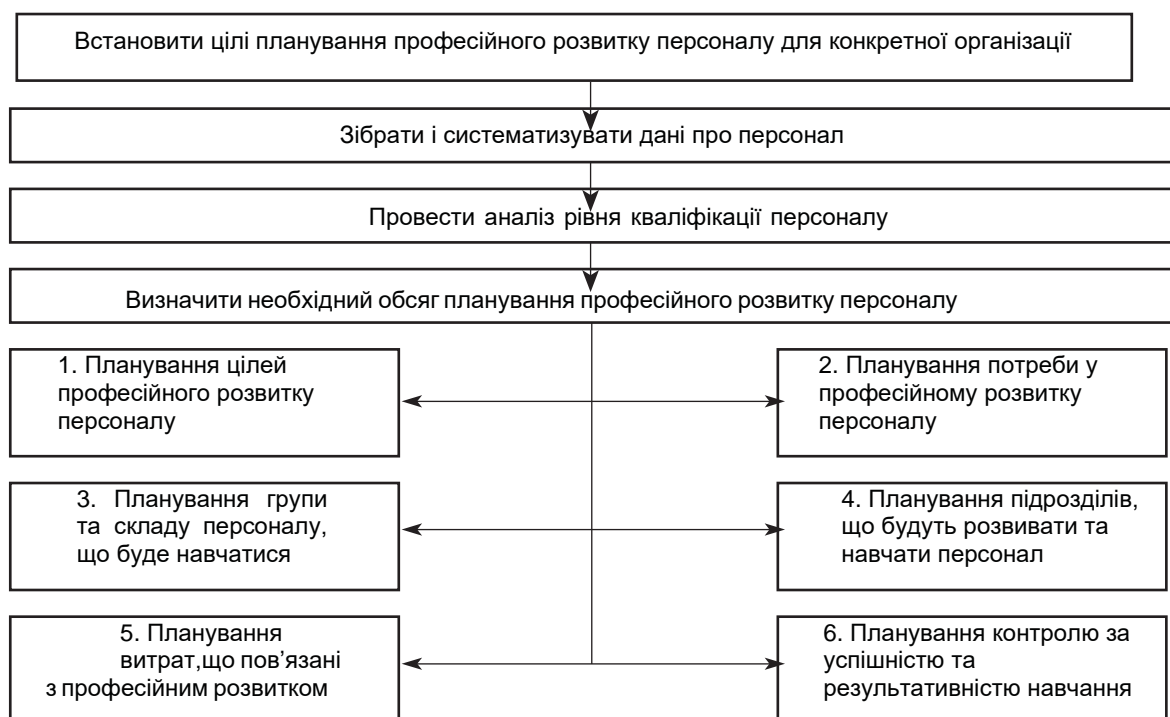 Встановити цілі планування професійного розвитку персоналу для конкретної організації
Зібрати і систематизувати дані про персонал
Провести аналіз рівня кваліфікації персоналу
Визначити необхідний обсяг планування професійного розвитку персоналу
1. Планування цілей
професійного розвитку
персоналу
2. Планування потреби у
професійному розвитку
персоналу
3. Планування групи
та складу персоналу,
що буде навчатися
4. Планування підрозділів,
що будуть розвивати та
навчати персонал
5. Планування
витрат,що пов’язані
з професійним розвитком
6. Планування контролю за
успішністю та
результативністю навчання